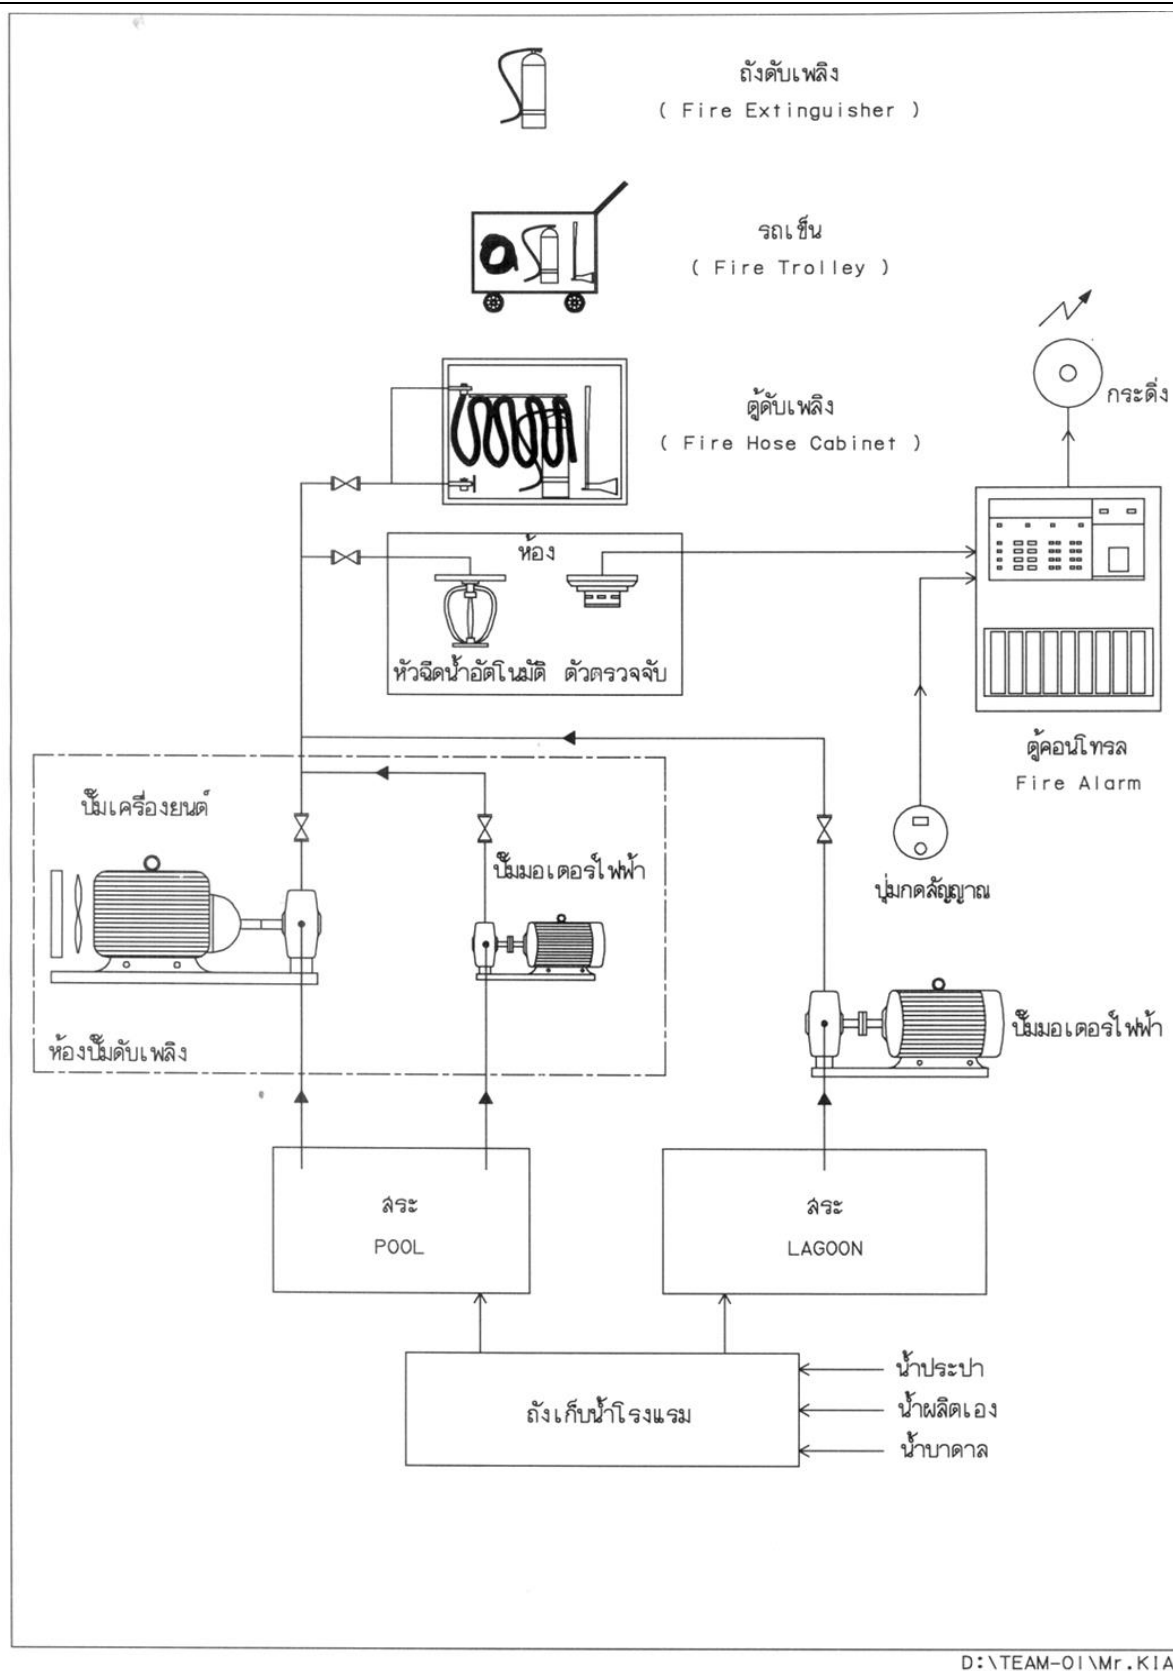 ถังดับเพลิง
( Fire Extinguisher )
รถเข็น
( Fire Trolley )
กระดิ่ง
ตู้ดับเพลิง
( Fire Hose Cabinet )
ห้อง
หัวฉีดน้ำอัตโนมัติ ตัวตรวจจับ
ตู้คอนโทรล
Fire Alarm
ปั๊มเครื่องยนต์
ปั๊มมอเตอร์ไฟฟ้า
ปุ่มกดสัญญาณ
ปั๊มมอเตอร์ไฟฟ้า
ห้องปั๊มดับเพลิง
สระ
POOL
สระ
LAGOON
น้ำประปา
ถังเก็บน้ำโรงแรม
น้ำผลิตเอง
น้ำบาดาล
D:\TEAM-01\Mr.KIA